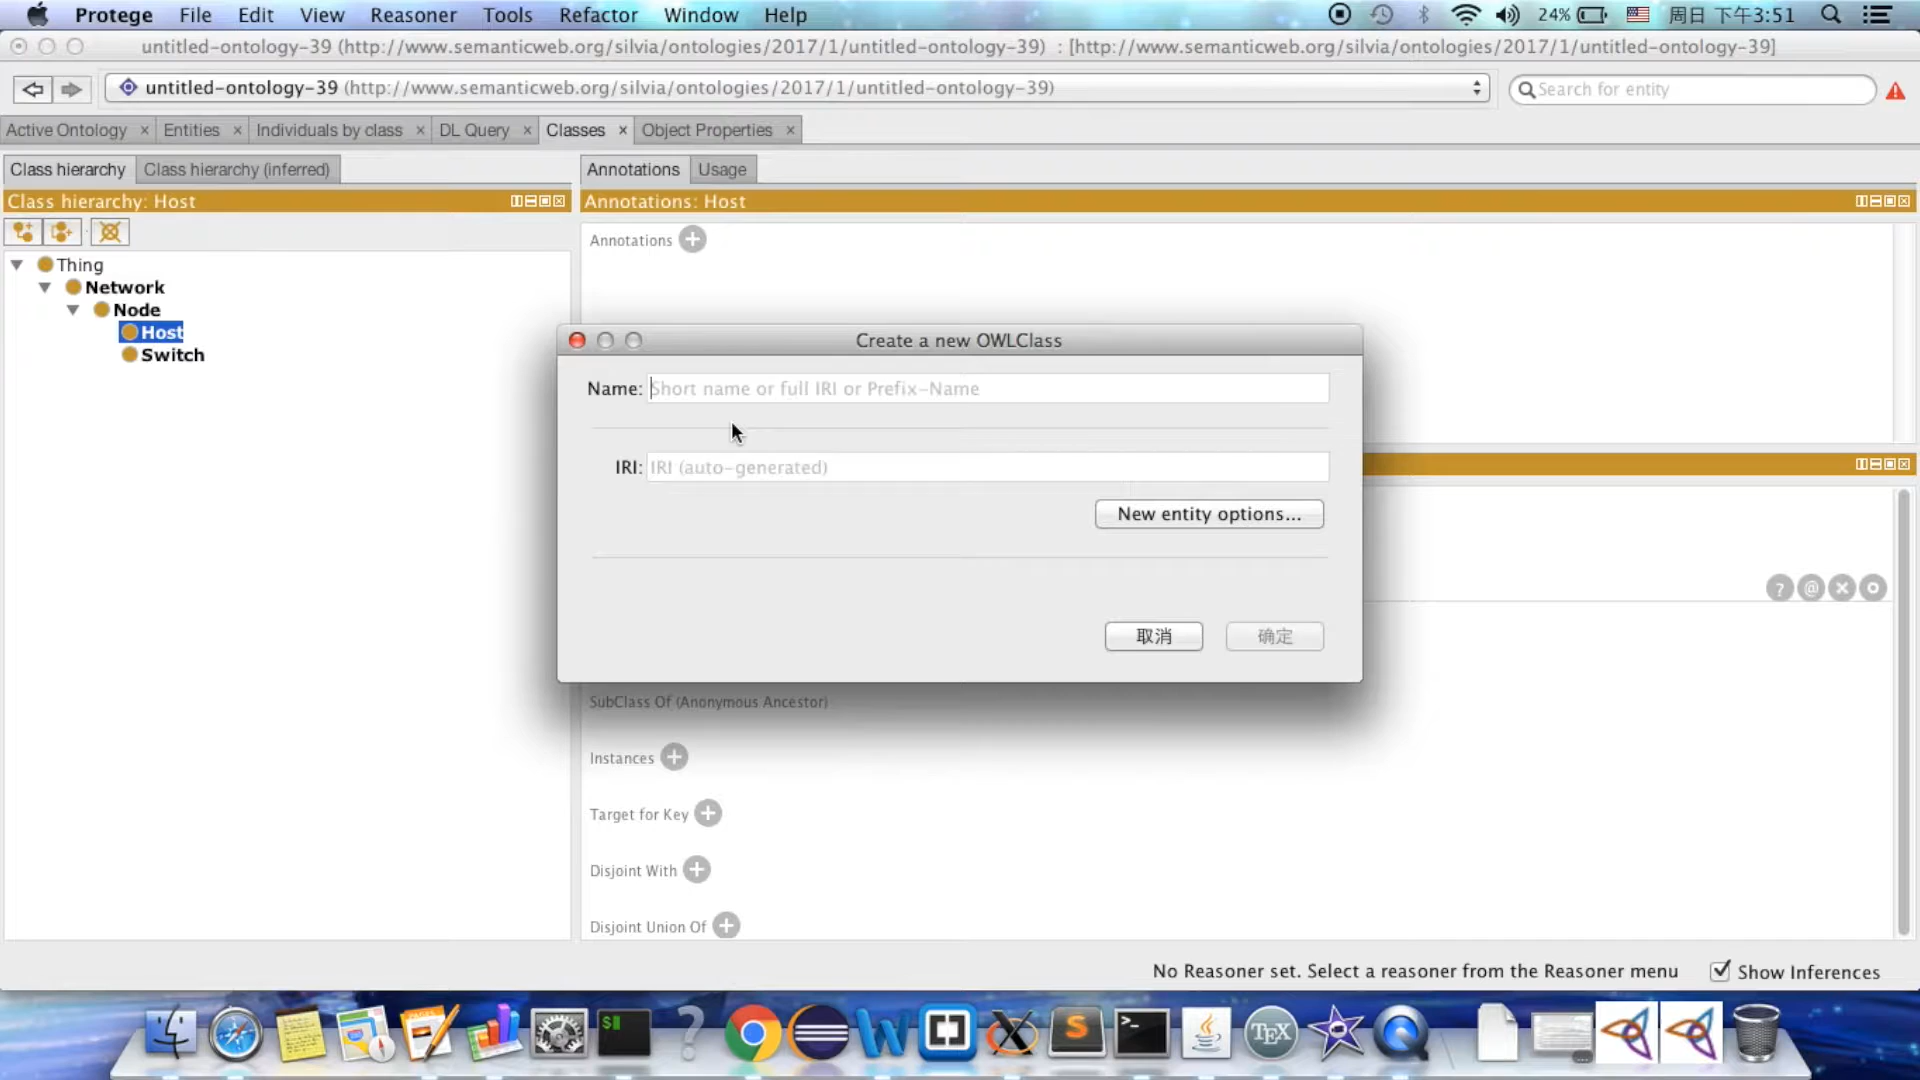 Protege File Edit View Reasoner Tools Refactor Window Help 24% 周日 下午3:51
untitled-ontology-39 (http://www.semanticweb.org/silvia/ontologies/2017/1/untitled-ontology-39) : [http://www.semanticweb.org/silvia/ontologies/2017/1/untitled-ontology-39]
untitled-ontology-39 (http://www.semanticweb.org/silvia/ontologies/2017/1/untitled-ontology-39) Search for entity
Active Ontology × Entities × Individuals by class × DL Query × Classes × Object Properties ×
Class hierarchy Class hierarchy (inferred) Annotations Usage
Class hierarchy: Host Annotations: Host
Annotations
Thing
Network
Node
Host
Switch
Create a new OWLClass
Name: Short name or full IRI or Prefix-Name
IRI: IRI (auto-generated)
New entity options...
取消 确定
SubClass Of (Anonymous Ancestor)
Instances
Target for Key
Disjoint With
Disjoint Union Of
No Reasoner set. Select a reasoner from the Reasoner menu Show Inferences